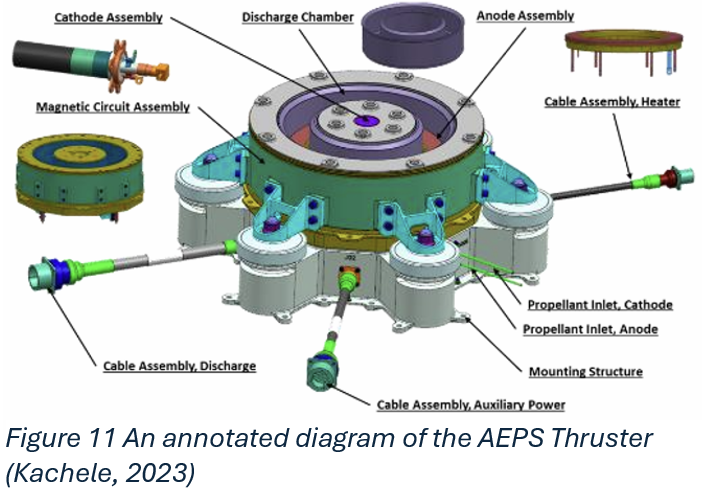 Cathode Assembly
Discharge Chamber
Anode Assembly
Magnetic Circuit Assembly
Cable Assembly, Heater
J02
Propellant Inlet, Cathode
Propellant Inlet, Anode
Cable Assembly, Discharge
Mounting Structure
Cable Assembly, Auxiliary Power
Figure 11 An annotated diagram of the AEPS Thruster
(Kachele, 2023)